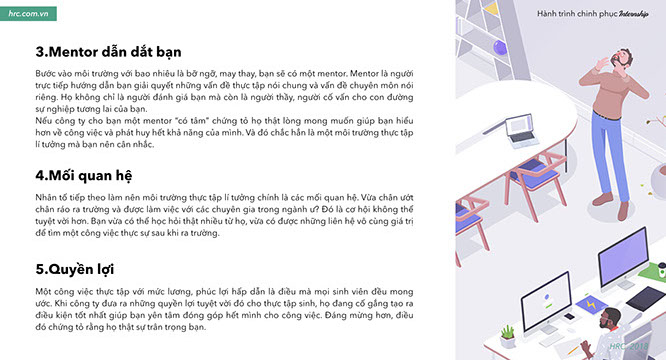 hrc.com.vn
Hành trình chinh phục Internship
3.Mentor dẫn dắt bạn
Bước vào môi trường với bao nhiêu là bỡ ngỡ, may thay, bạn sẽ có một mentor. Mentor là người
trực tiếp hướng dẫn bạn giải quyết những vấn đề thực tập nói chung và vấn đề chuyên môn nói
riêng. Họ không chỉ là người đánh giá bạn mà còn là người thầy, người cố vấn cho con đường
sự nghiệp tương lai của bạn.
Nếu công ty cho bạn một mentor "có tâm" chứng tỏ họ thật lòng mong muốn giúp bạn hiểu
hơn về công việc và phát huy hết khả năng của mình. Và đó chắc hẳn là một môi trường thực tập
lí tưởng mà bạn nên cân nhắc.
4.Mối quan hệ
Nhân tố tiếp theo làm nên môi trường thực tập lí tưởng chính là các mối quan hệ. Vừa chân ướt
chân ráo ra trường và được làm việc với các chuyên gia trong ngành ư? Đó là cơ hội không thể
tuyệt vời hơn. Bạn vừa có thể học hỏi thật nhiều từ họ, vừa có được những liên hệ vô cùng giá trị
để tìm một công việc thực sự sau khi ra trường.
5.Quyền lợi
Một công việc thực tập với mức lương, phúc lợi hấp dẫn là điều mà mọi sinh viên đều mong
ước. Khi công ty đưa ra những quyền lợi tuyệt vời đó cho thực tập sinh, họ đang cố gắng tạo ra
điều kiện tốt nhất giúp bạn yên tâm đóng góp hết mình cho công việc. Đáng mừng hơn, điều
đó chứng tỏ rằng họ thật sự trân trọng bạn.
HRC, 2018